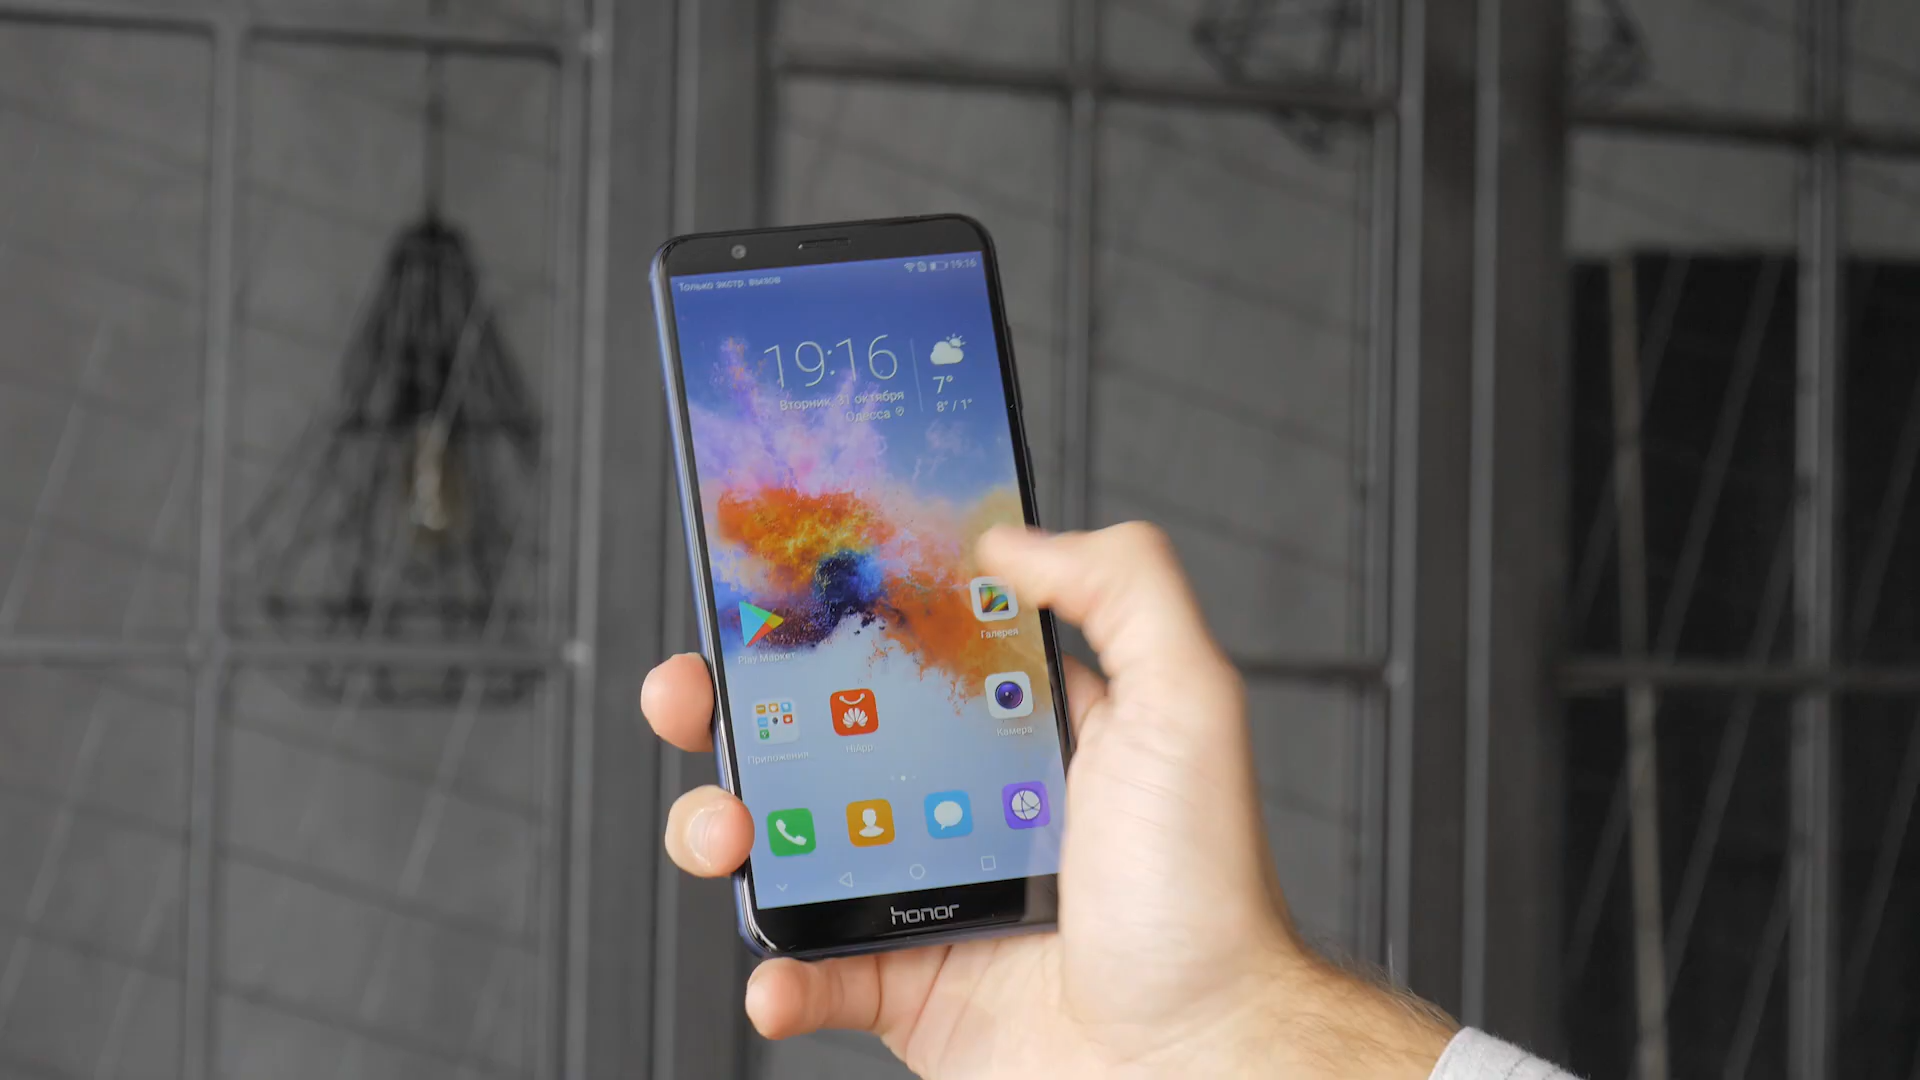 Только экстр. вызов
19:16
19:16
7°
Вторник, 31 октября
8° / 1°
Одесса
Галерея
Play Маркет
Камера
Приложения
HiApp
honor